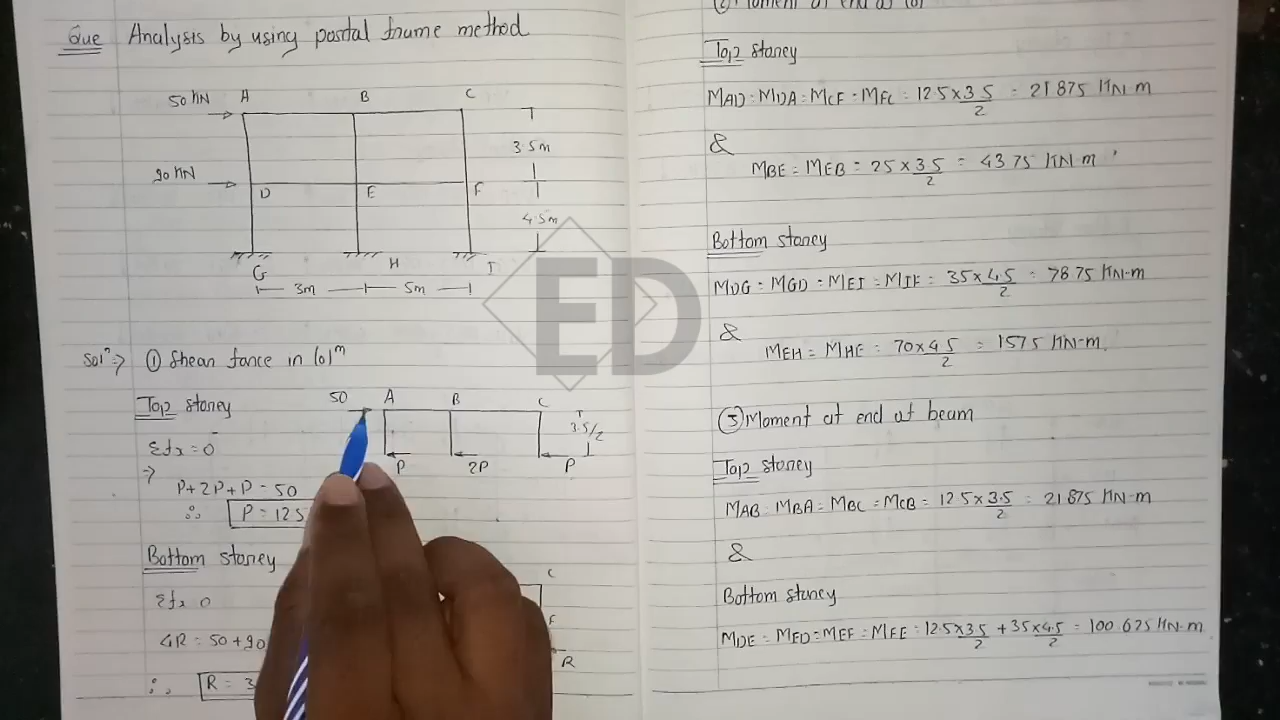 Que Analysis by using portal frame method
50 KN A B C
3.5m
90 KN D E F
4.5m
G H I
3m 5m
Solⁿ ⇒ ① Shear force in colᵐ
Top storey
50 A B C
3.5/2
P 2P P
Σfx = 0
⇒
P + 2P + P = 50
∴ P = 12.5
Bottom storey
C
Σfx 0
F
4R = 50 + 90
R
∴ R = 3
Top storey
MAD = MDA = MCF = MFC = 12.5 × 3.5/2 = 21.875 KN·m
&
MBE = MEB = 25 × 3.5/2 = 43.75 KN·m
Bottom storey
MDG = MGD = MFI = MIF = 35 × 4.5/2 = 78.75 KN·m
&
MEH = MHE = 70 × 4.5/2 = 157.5 KN·m
③ Moment at end at beam
Top storey
MAB = MBA = MBC = MCB = 12.5 × 3.5/2 = 21.875 KN·m
&
Bottom storey
MDE = MED = MEF = MFE = 12.5 × 3.5/2 + 35 × 4.5/2 = 100.625 KN·m
ED